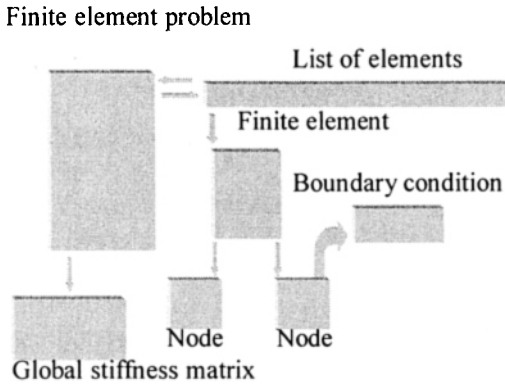 Finite element problem
List of elements
Finite element
Boundary condition
Node
Node
Global stiffness matrix